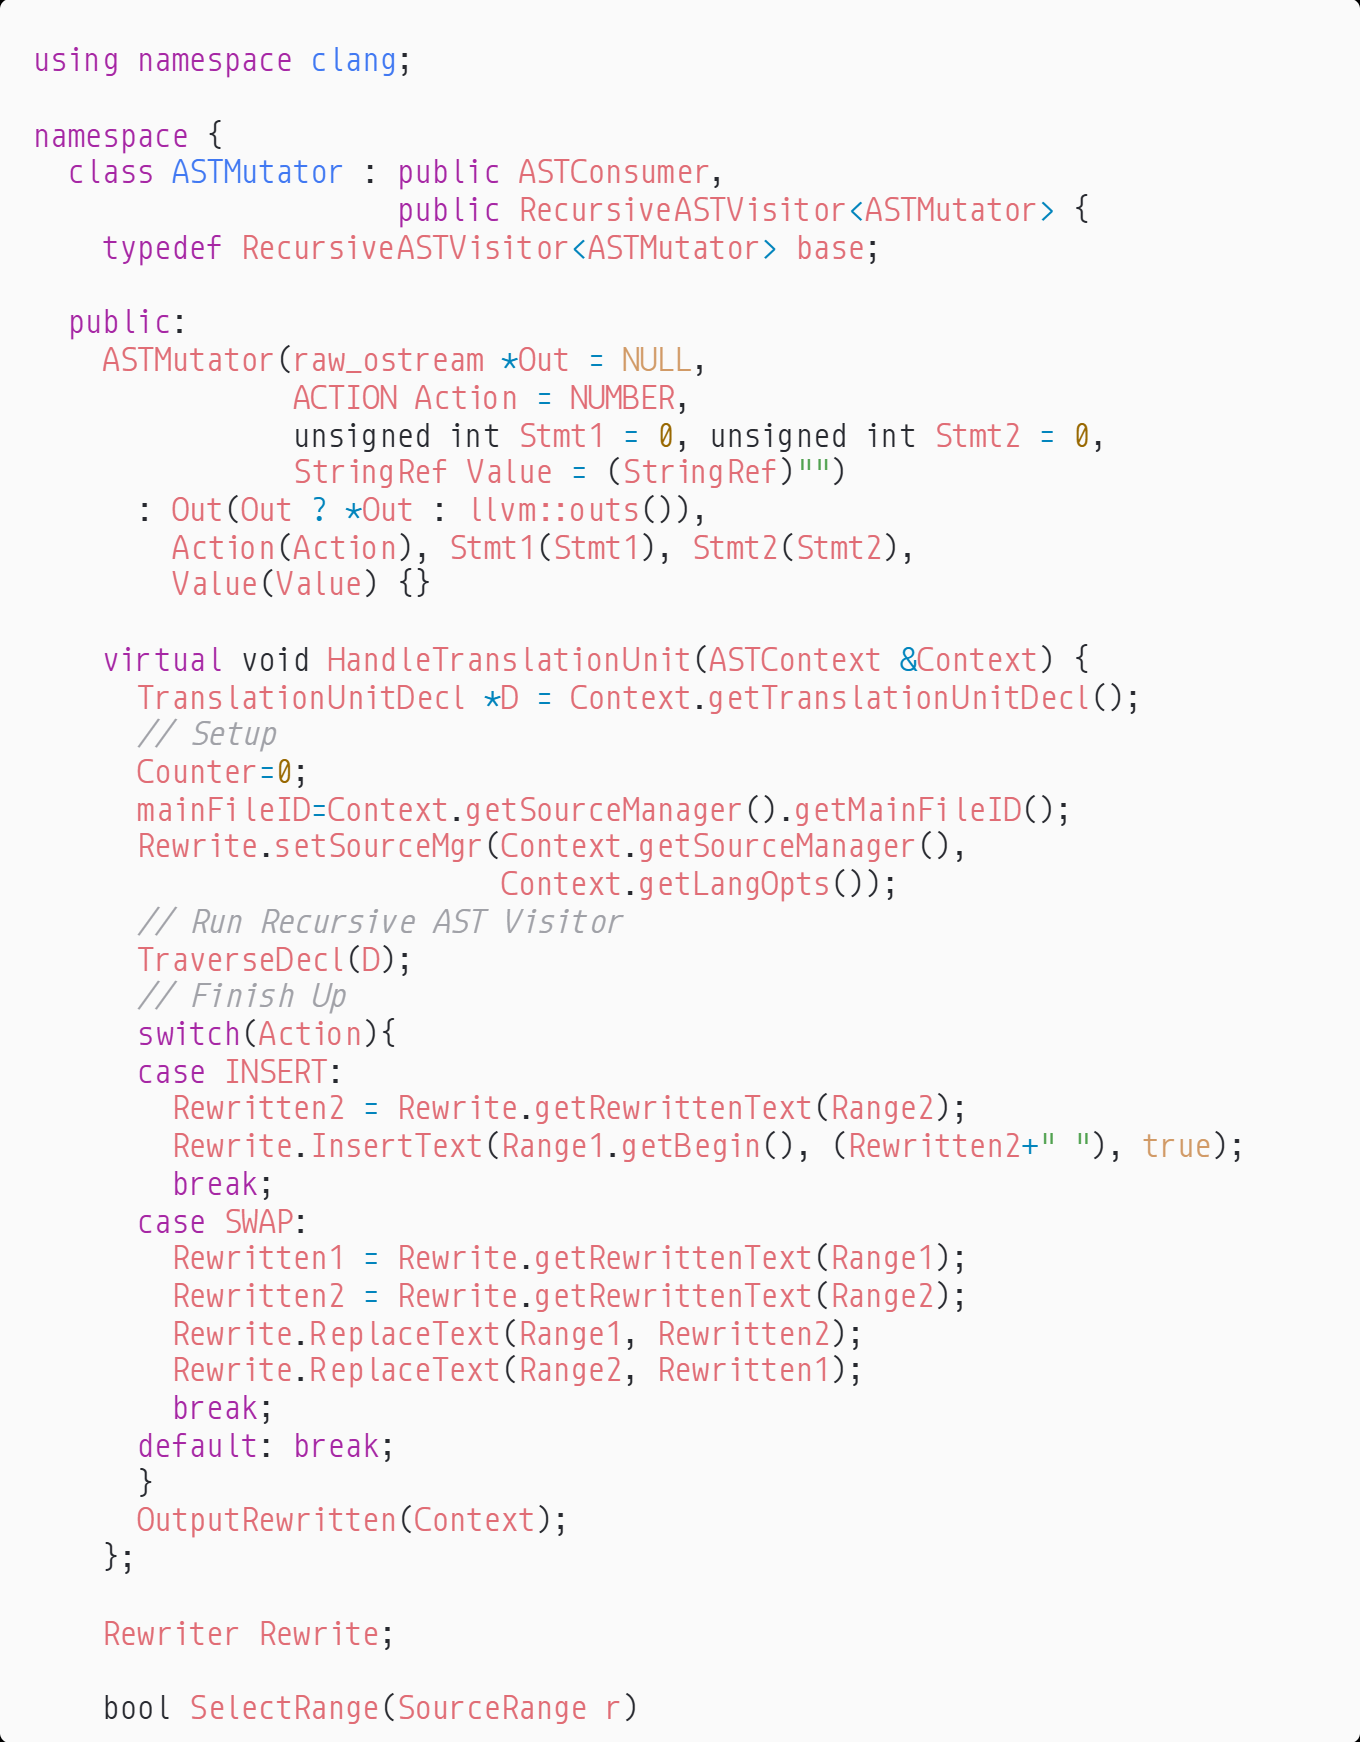 using namespace clang;

namespace {
  class ASTMutator : public ASTConsumer,
                     public RecursiveASTVisitor<ASTMutator> {
    typedef RecursiveASTVisitor<ASTMutator> base;

  public:
    ASTMutator(raw_ostream *Out = NULL,
               ACTION Action = NUMBER,
               unsigned int Stmt1 = 0, unsigned int Stmt2 = 0,
               StringRef Value = (StringRef)"")
      : Out(Out ? *Out : llvm::outs()),
        Action(Action), Stmt1(Stmt1), Stmt2(Stmt2),
        Value(Value) {}

    virtual void HandleTranslationUnit(ASTContext &Context) {
      TranslationUnitDecl *D = Context.getTranslationUnitDecl();
      // Setup
      Counter=0;
      mainFileID=Context.getSourceManager().getMainFileID();
      Rewrite.setSourceMgr(Context.getSourceManager(),
                           Context.getLangOpts());
      // Run Recursive AST Visitor
      TraverseDecl(D);
      // Finish Up
      switch(Action){
      case INSERT:
        Rewritten2 = Rewrite.getRewrittenText(Range2);
        Rewrite.InsertText(Range1.getBegin(), (Rewritten2+" "), true);
        break;
      case SWAP:
        Rewritten1 = Rewrite.getRewrittenText(Range1);
        Rewritten2 = Rewrite.getRewrittenText(Range2);
        Rewrite.ReplaceText(Range1, Rewritten2);
        Rewrite.ReplaceText(Range2, Rewritten1);
        break;
      default: break;
      }
      OutputRewritten(Context);
    };

    Rewriter Rewrite;

    bool SelectRange(SourceRange r)